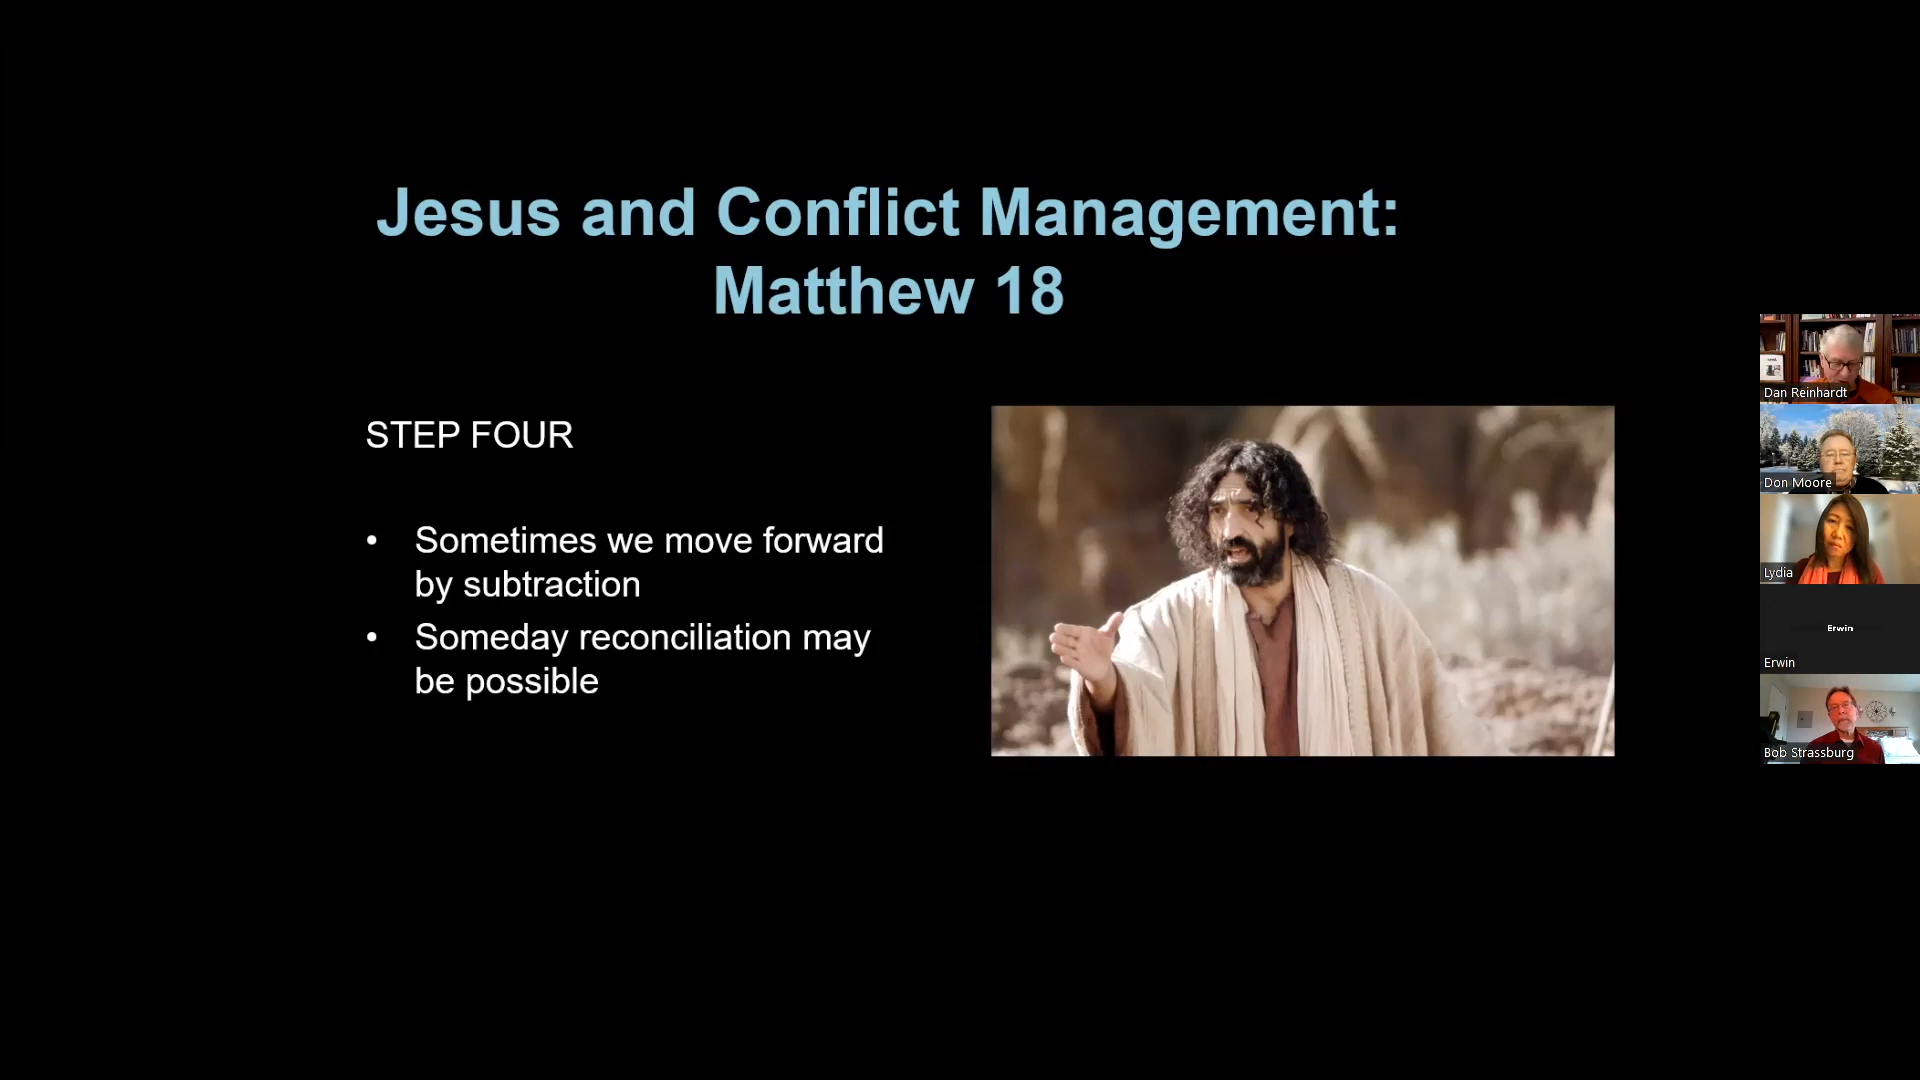 Jesus and Conflict Management:
Matthew 18
STEP FOUR
• Sometimes we move forward
by subtraction
• Someday reconciliation may
be possible
Dan Reinhardt
Don Moore
Lydia
Erwin
Erwin
Bob Strassburg